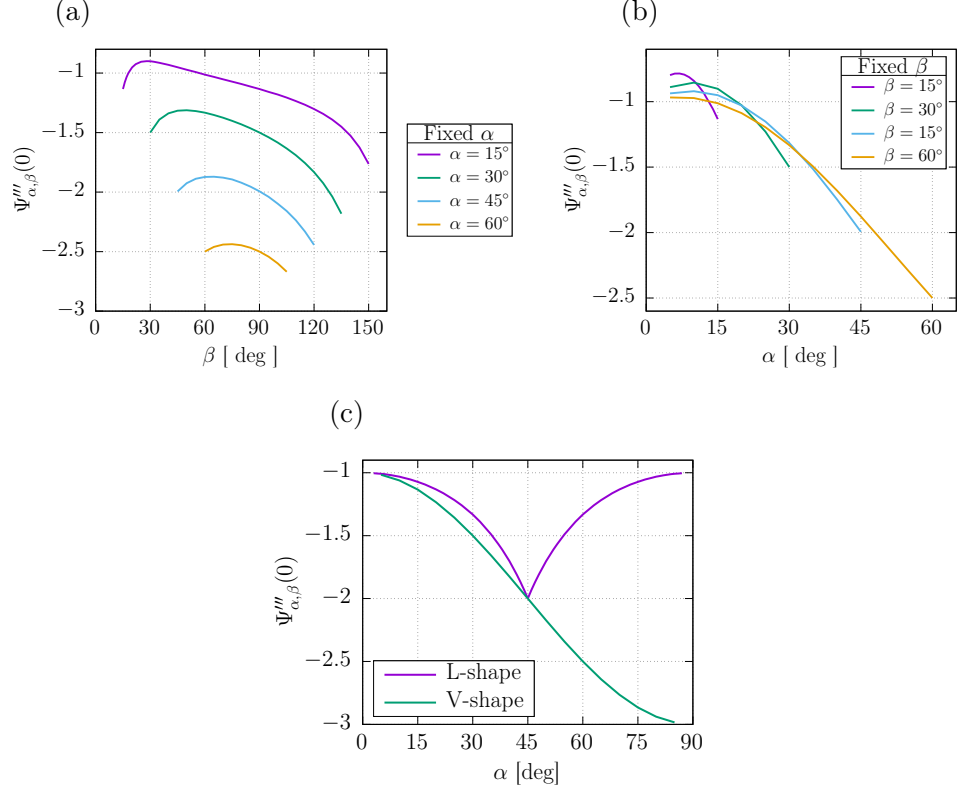 (a)
−1
−1.5
−2
−2.5
−3
0 30 60 90 120 150
β [ deg ]
Ψ′′′α,β(0)
Fixed α
α = 15°
α = 30°
α = 45°
α = 60°
(b)
−1
−1.5
−2
−2.5
0 15 30 45 60
α [ deg ]
Ψ′′′α,β(0)
Fixed β
β = 15°
β = 30°
β = 15°
β = 60°
(c)
−1
−1.5
−2
−2.5
−3
0 15 30 45 60 75 90
α [deg]
Ψ′′′α,β(0)
L-shape
V-shape